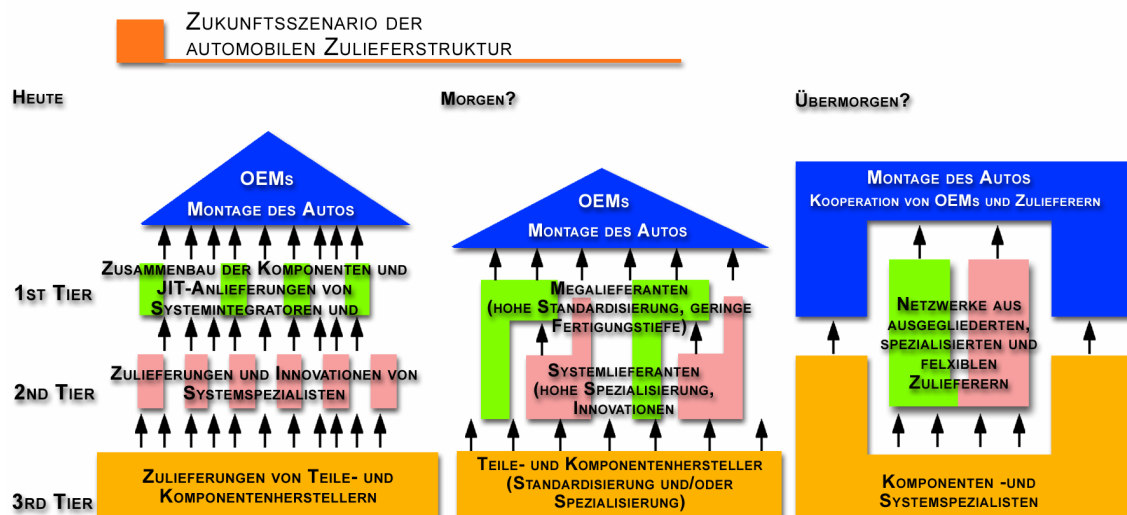 Zukunftsszenario der
automobilen Zulieferstruktur
Heute
Morgen?
Übermorgen?
OEMs
Montage des Autos
Zusammenbau der Komponenten und
JIT-Anlieferungen von
Systemintegratoren und
Zulieferungen und Innovationen von
Systemspezialisten
Zulieferungen von Teile- und
Komponentenherstellern
1st Tier
2nd Tier
3rd Tier
OEMs
Montage des Autos
Megalieferanten
(hohe Standardisierung, geringe
Fertigungstiefe)
Systemlieferanten
(hohe Spezialisierung,
Innovationen
Teile- und Komponentenhersteller
(Standardisierung und/oder
Spezialisierung)
Montage des Autos
Kooperation von OEMs und Zulieferern
Netzwerke aus
ausgegliederten,
spezialisierten und
felxiblen
Zulieferern
Komponenten -und
Systemspezialisten